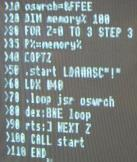 10 oswrch=&FFEE
20 DIM memory% 100
30 FOR Z=0 TO 3 STEP 3
35 P%=memory%
40 [OPT Z
50 .start LDA#ASC"!"
60 LDX #40
70 .loop jsr oswrch
80 dex:BNE loop
90 rts:] NEXT Z
100 CALL start
110 END